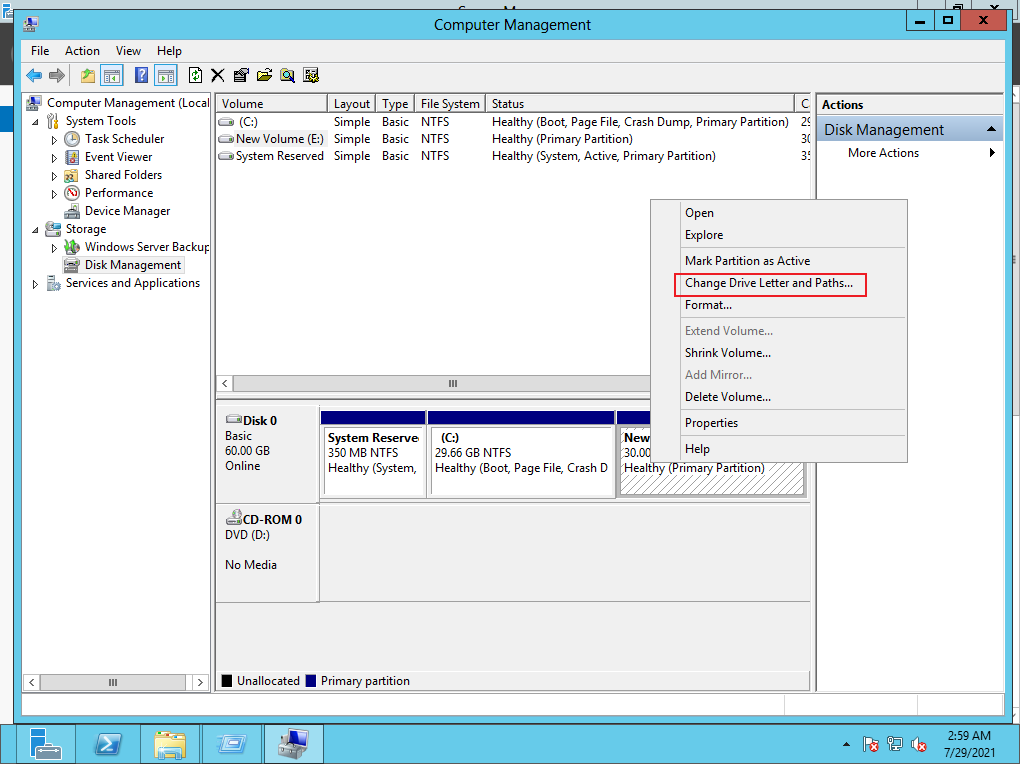 Computer Management
File Action View Help
Computer Management (Local
System Tools
Task Scheduler
Event Viewer
Shared Folders
Performance
Device Manager
Storage
Windows Server Backup
Disk Management
Services and Applications
Volume Layout Type File System Status C
(C:) Simple Basic NTFS Healthy (Boot, Page File, Crash Dump, Primary Partition) 29
New Volume (E:) Simple Basic NTFS Healthy (Primary Partition) 30
System Reserved Simple Basic NTFS Healthy (System, Active, Primary Partition) 35
Actions
Disk Management
More Actions
Open
Explore
Mark Partition as Active
Change Drive Letter and Paths...
Format...
Extend Volume...
Shrink Volume...
Add Mirror...
Delete Volume...
Properties
Help
Disk 0
Basic
60.00 GB
Online
System Reserve
350 MB NTFS
Healthy (System,
(C:)
29.66 GB NTFS
Healthy (Boot, Page File, Crash D
New
30.00
Healthy (Primary Partition)
CD-ROM 0
DVD (D:)
No Media
Unallocated Primary partition
2:59 AM
7/29/2021